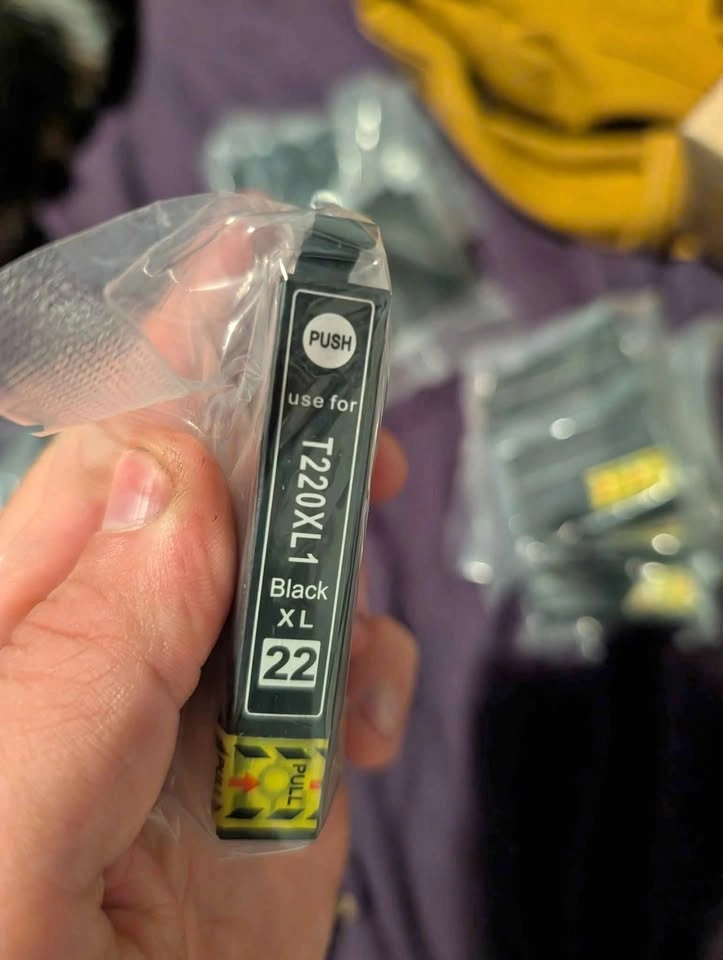 PUSH
use for
T220XL1
Black
XL
22
PULL